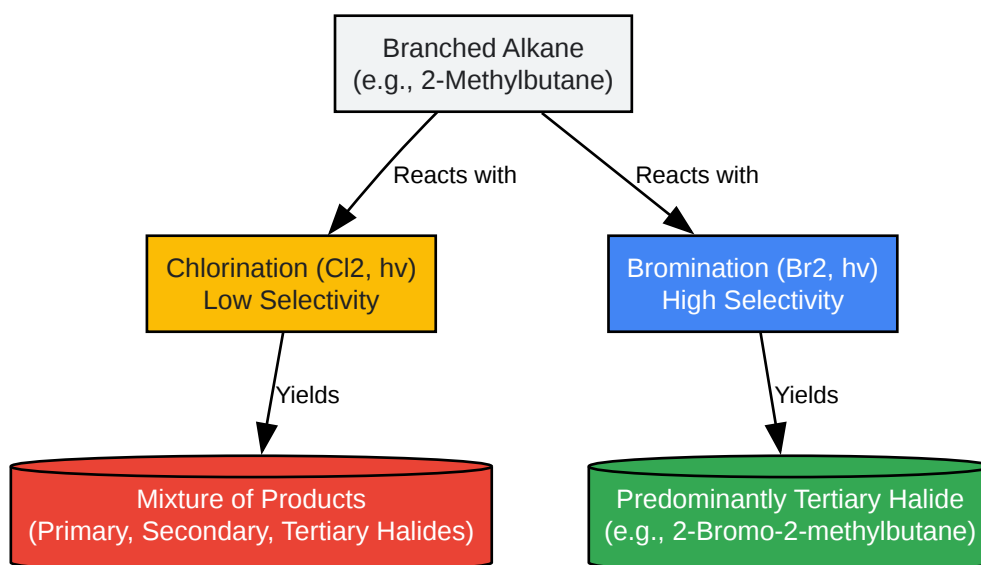 Branched Alkane
(e.g., 2-Methylbutane)
Reacts with
Reacts with
Chlorination (Cl2, hv)
Low Selectivity
Bromination (Br2, hv)
High Selectivity
Yields
Yields
Mixture of Products
(Primary, Secondary, Tertiary Halides)
Predominantly Tertiary Halide
(e.g., 2-Bromo-2-methylbutane)